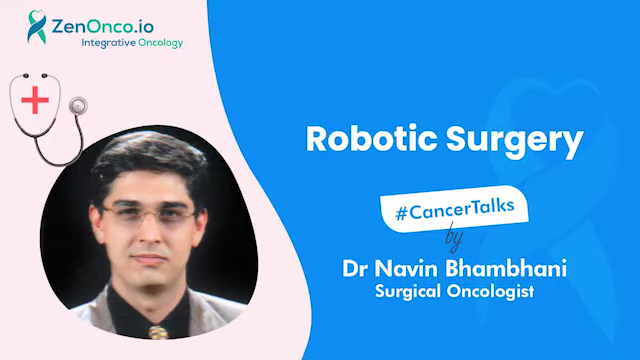 ZenOnco.io
Integrative Oncology
Robotic Surgery
#CancerTalks
by
Dr Navin Bhambhani
Surgical Oncologist